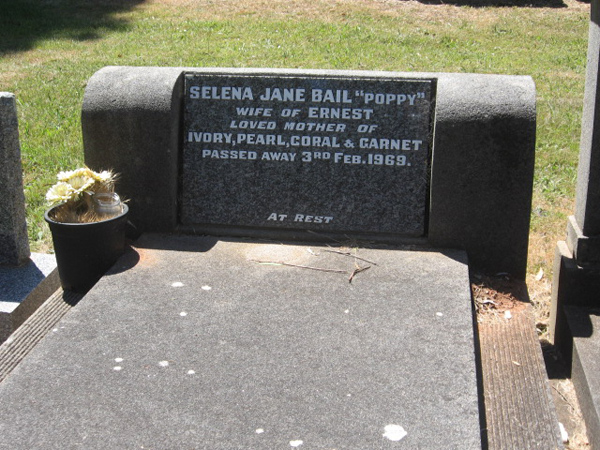 SELENA JANE BAIL "POPPY"
WIFE OF ERNEST
LOVED MOTHER OF
IVORY, PEARL, CORAL & GARNET
PASSED AWAY 3RD FEB. 1969.
AT REST